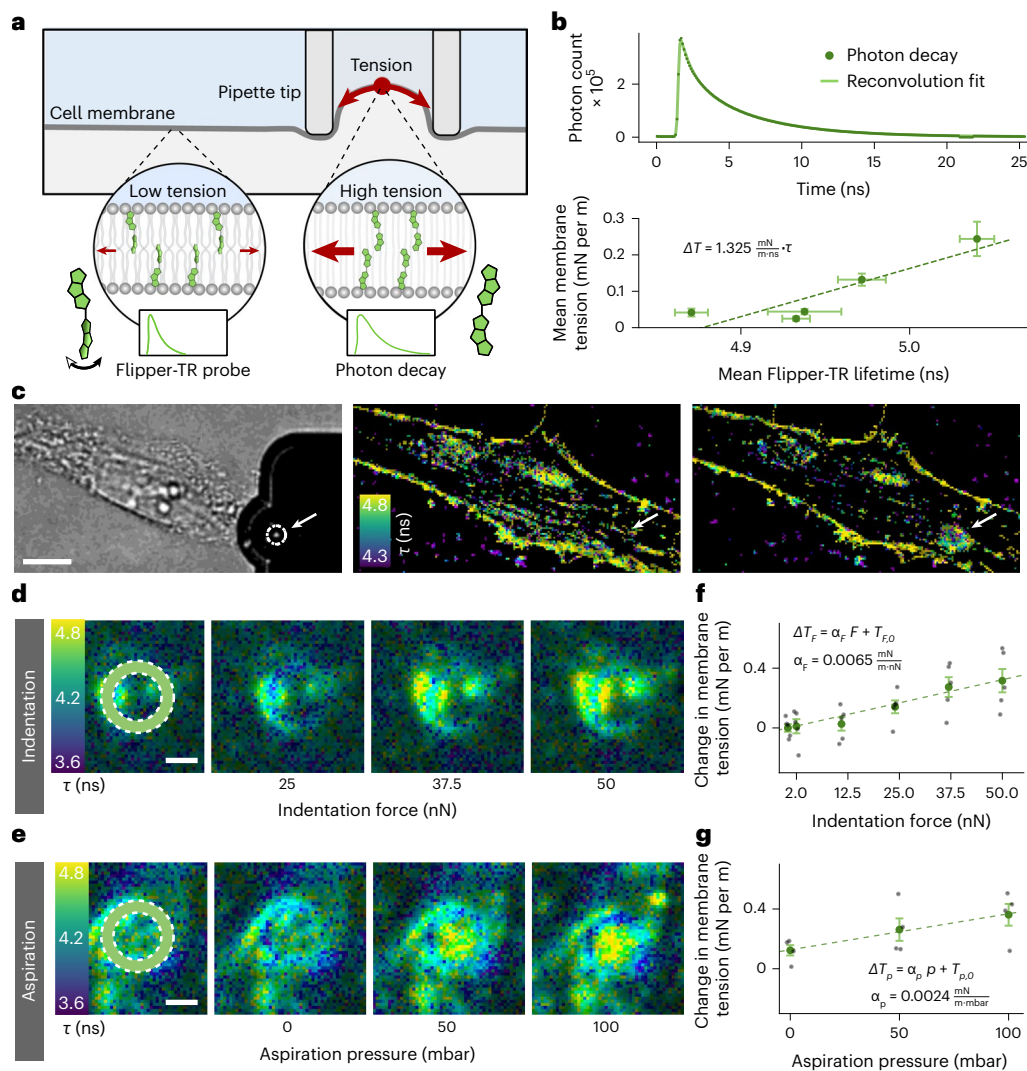 a
Tension
Pipette tip
Cell membrane
Low tension
High tension
Flipper-TR probe
Photon decay
b
Photon count
× 10⁵
2
0
Photon decay
Reconvolution fit
0
5
10
15
20
25
Time (ns)
Mean membrane
tension (mN per m)
0.3
0.2
0.1
0
ΔT = 1.325 mN/m·ns · τ
4.9
5.0
Mean Flipper-TR lifetime (ns)
c
4.8
4.3
τ (ns)
d
Indentation
4.8
4.2
3.6
τ (ns)
25
37.5
50
Indentation force (nN)
e
Aspiration
4.8
4.2
3.6
τ (ns)
0
50
100
Aspiration pressure (mbar)
f
Change in membrane
tension (mN per m)
0.4
0
ΔT_F = α_F F + T_F,0
α_F = 0.0065 mN/m·nN
2.0
12.5
25.0
37.5
50.0
Indentation force (nN)
g
Change in membrane
tension (mN per m)
0.4
0
ΔT_p = α_p p + T_p,0
α_p = 0.0024 mN/m·mbar
0
50
100
Aspiration pressure (mbar)